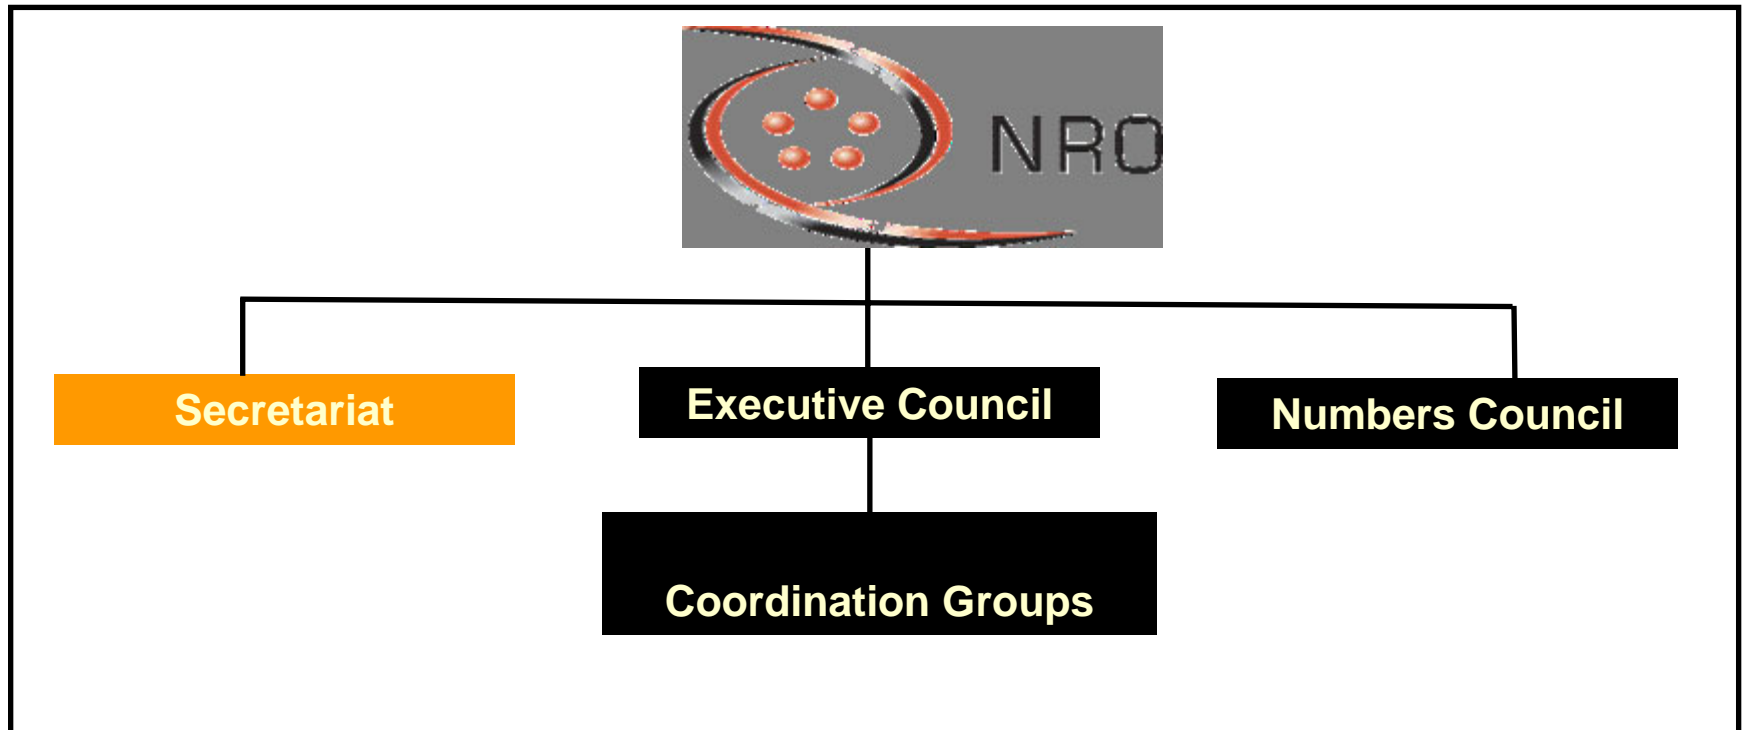 NRO
Secretariat
Executive Council
Numbers Council
Coordination Groups